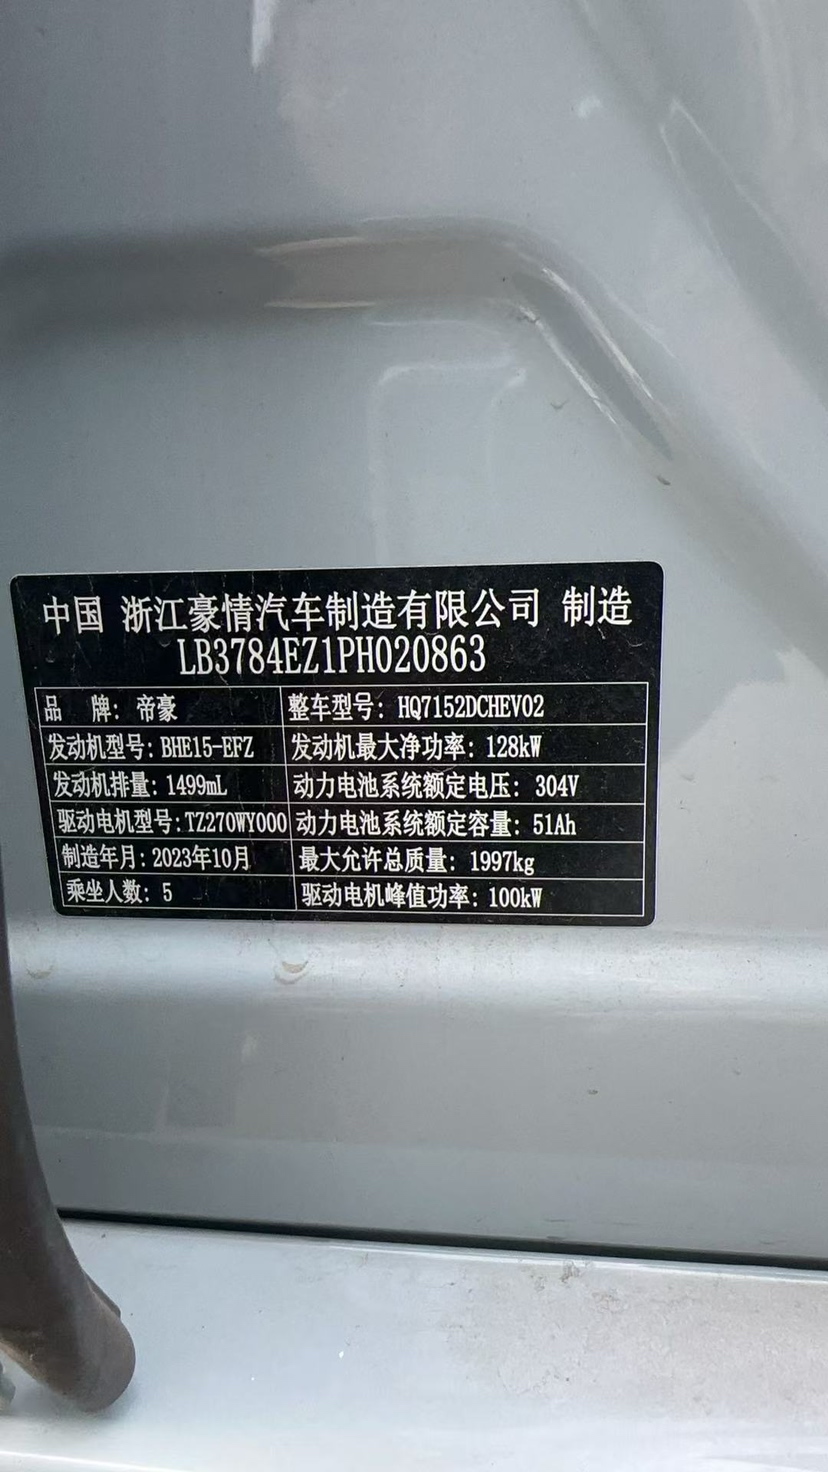 中国 浙江豪情汽车制造有限公司 制造
LB3784EZ1PH020863
品 牌: 帝豪 整车型号: HQ7152DCHEV02
发动机型号: BHE15-EFZ 发动机最大净功率: 128kW
发动机排量: 1499mL 动力电池系统额定电压: 304V
驱动电机型号: TZ270WY000 动力电池系统额定容量: 51Ah
制造年月: 2023年10月 最大允许总质量: 1997kg
乘坐人数: 5 驱动电机峰值功率: 100kW